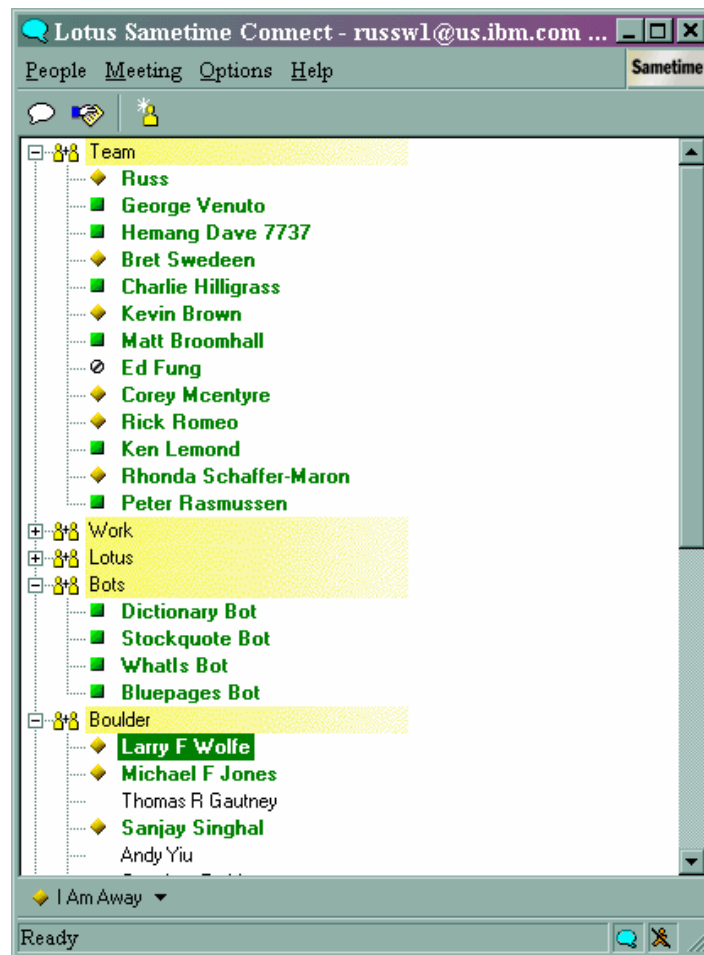 Lotus Sametime Connect - russw1@us.ibm.com ...
People Meeting Options Help
Sametime
Team
Russ
George Venuto
Hemang Dave 7737
Bret Swedeen
Charlie Hilligrass
Kevin Brown
Matt Broomhall
Ed Fung
Corey Mcentyre
Rick Romeo
Ken Lemond
Rhonda Schaffer-Maron
Peter Rasmussen
Work
Lotus
Bots
Dictionary Bot
Stockquote Bot
WhatIs Bot
Bluepages Bot
Boulder
Larry F Wolfe
Michael F Jones
Thomas R Gautney
Sanjay Singhal
Andy Yiu
I Am Away
Ready